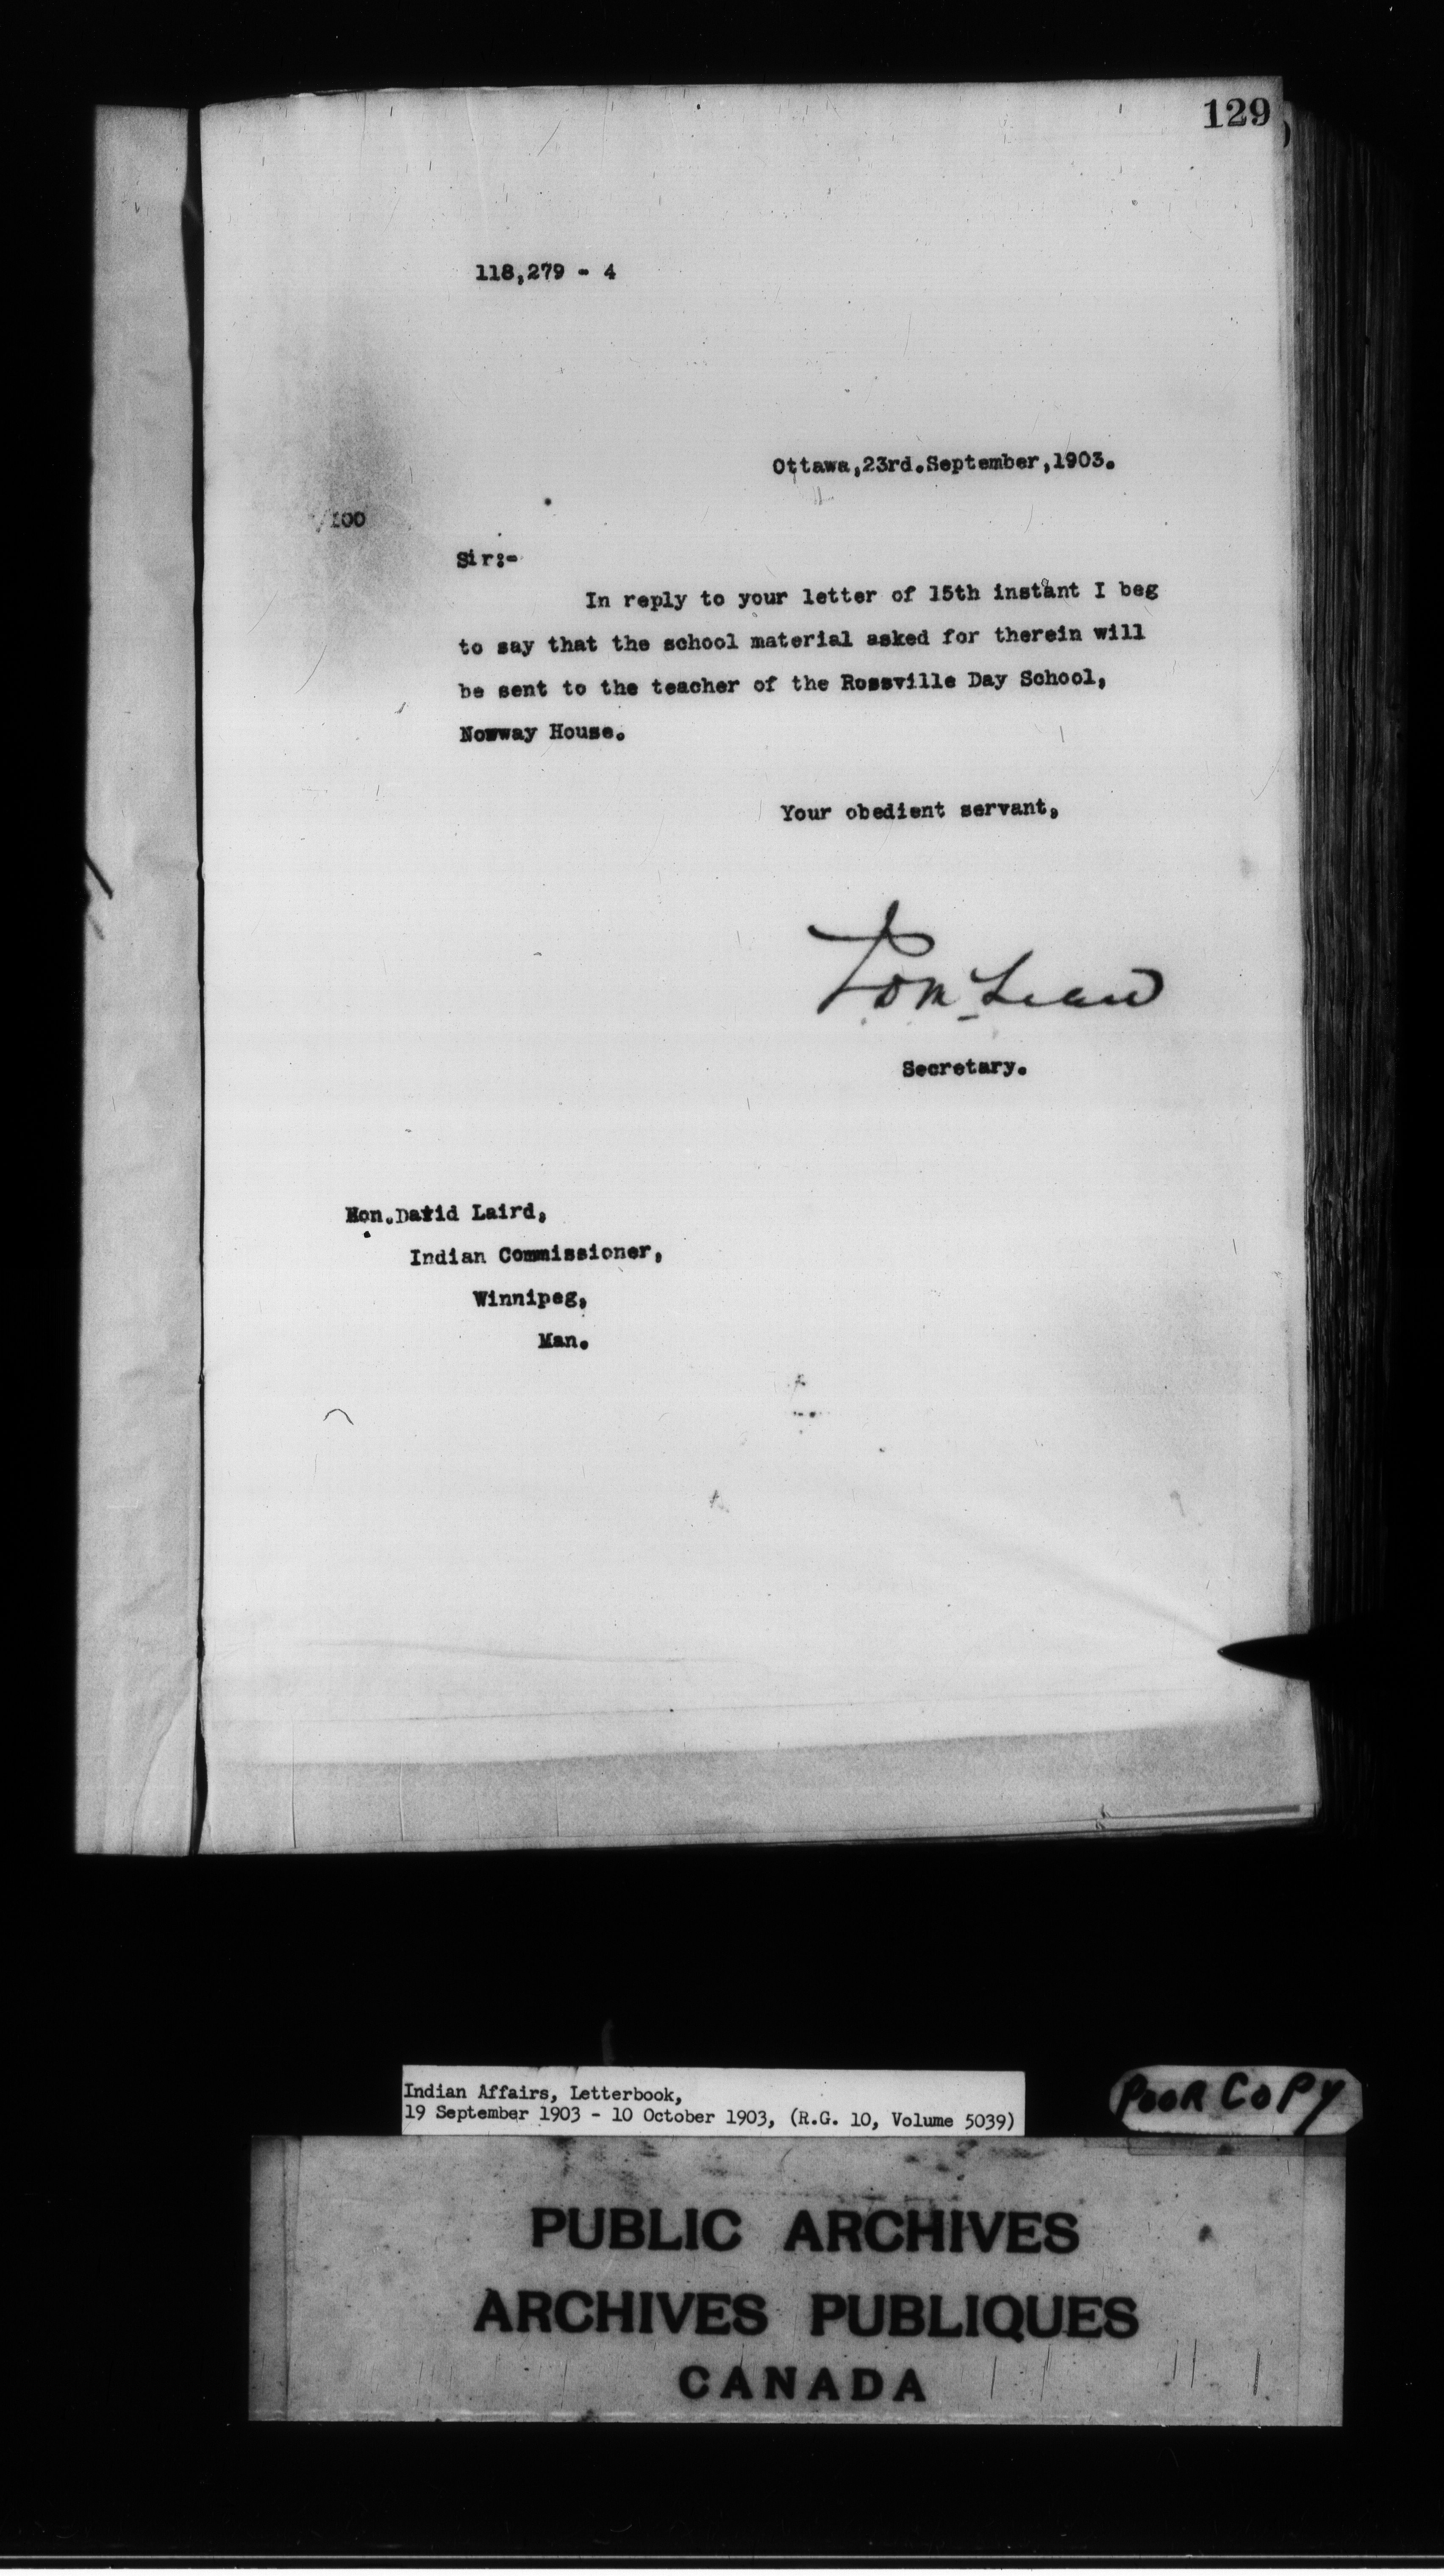 129
118,279 - 4
Ottawa,23rd.September,1903.
100
Sir:-
In reply to your letter of 15th instant I beg
to say that the school material asked for therein will
be sent to the teacher of the Rossville Day School,
Norway House.
Your obedient servant,
Secretary.
Hon.David Laird,
Indian Commissioner,
Winnipeg,
Man.
Indian Affairs, Letterbook,
19 September 1903 - 10 October 1903, (R.G. 10, Volume 5039)
POOR COPY
PUBLIC ARCHIVES
ARCHIVES PUBLIQUES
CANADA